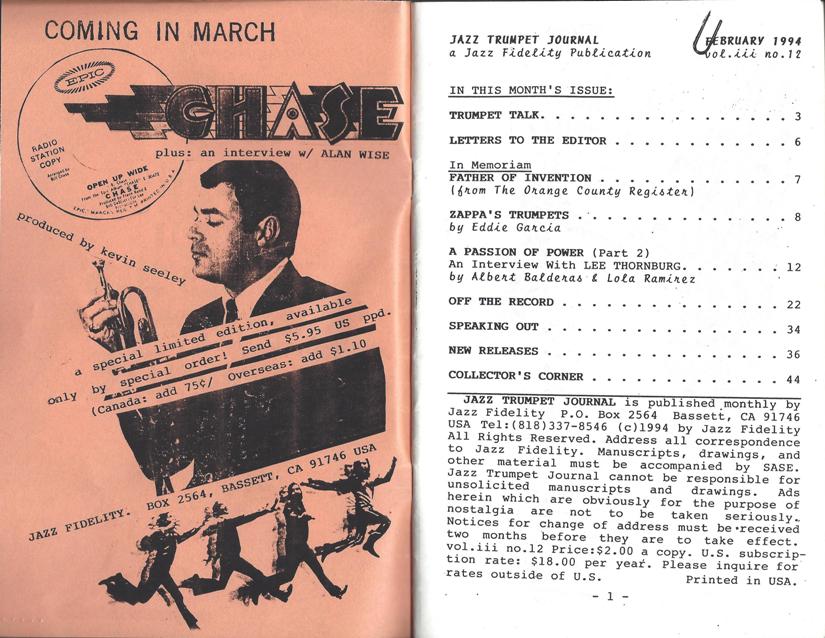 COMING IN MARCH
EPIC
CHASE
RADIO
STATION
COPY
Arranged by
Bill Chase
OPEN UP WIDE
CHASE
plus: an interview w/ ALAN WISE
produced by kevin seeley
a special limited edition, available
only by special order! Send $5.95 US ppd.
(Canada: add 75¢/ Overseas: add $1.10
JAZZ FIDELITY. BOX 2564, BASSETT, CA 91746 USA
JAZZ TRUMPET JOURNAL FEBRUARY 1994
a Jazz Fidelity Publication vol.iii no.12
IN THIS MONTH'S ISSUE:
TRUMPET TALK. . . . . . . . . . . . . . . . . 3
LETTERS TO THE EDITOR . . . . . . . . . . . . 6
In Memoriam
FATHER OF INVENTION . . . . . . . . . . . . . 7
(from The Orange County Register)
ZAPPA'S TRUMPETS . . . . . . . . . . . . . . 8
by Eddie Garcia
A PASSION OF POWER (Part 2)
An Interview With LEE THORNBURG. . . . . . . 12
by Albert Balderas & Lola Ramirez
OFF THE RECORD . . . . . . . . . . . . . . . 22
SPEAKING OUT . . . . . . . . . . . . . . . . 34
NEW RELEASES . . . . . . . . . . . . . . . . 36
COLLECTOR'S CORNER . . . . . . . . . . . . . 44
JAZZ TRUMPET JOURNAL is published monthly by
Jazz Fidelity P.O. Box 2564 Bassett, CA 91746
USA Tel:(818)337-8546 (c)1994 by Jazz Fidelity
All Rights Reserved. Address all correspondence
to Jazz Fidelity. Manuscripts, drawings, and
other material must be accompanied by SASE.
Jazz Trumpet Journal cannot be responsible for
unsolicited manuscripts and drawings. Ads
herein which are obviously for the purpose of
nostalgia are not to be taken seriously.
Notices for change of address must be received
two months before they are to take effect.
vol.iii no.12 Price:$2.00 a copy. U.S. subscrip-
tion rate: $18.00 per year. Please inquire for
rates outside of U.S. Printed in USA.
- 1 -